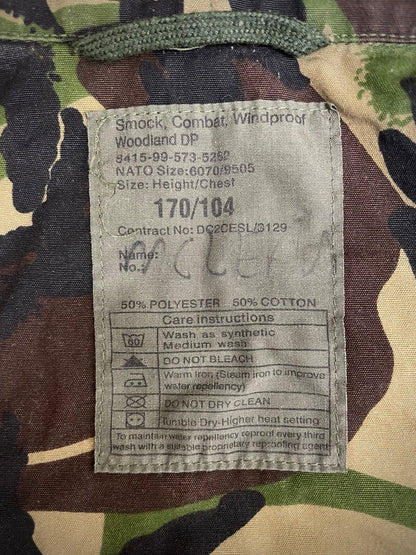 Smock, Combat, Windproof
Woodland DP
8415-99-573-5262
NATO Size:6070/9505
Size: Height/Chest
170/104
Contract No: DC2CESL/3129
Name:
No.:
50% POLYESTER 50% COTTON
Care instructions
60
Wash as synthetic
Medium wash
DO NOT BLEACH
Warm Iron (Steam iron to improve
water repellency)
DO NOT DRY CLEAN
Tumble Dry-Higher heat setting
To maintain water repellency reproof every third
wash with a suitable proprietary reproofing agent